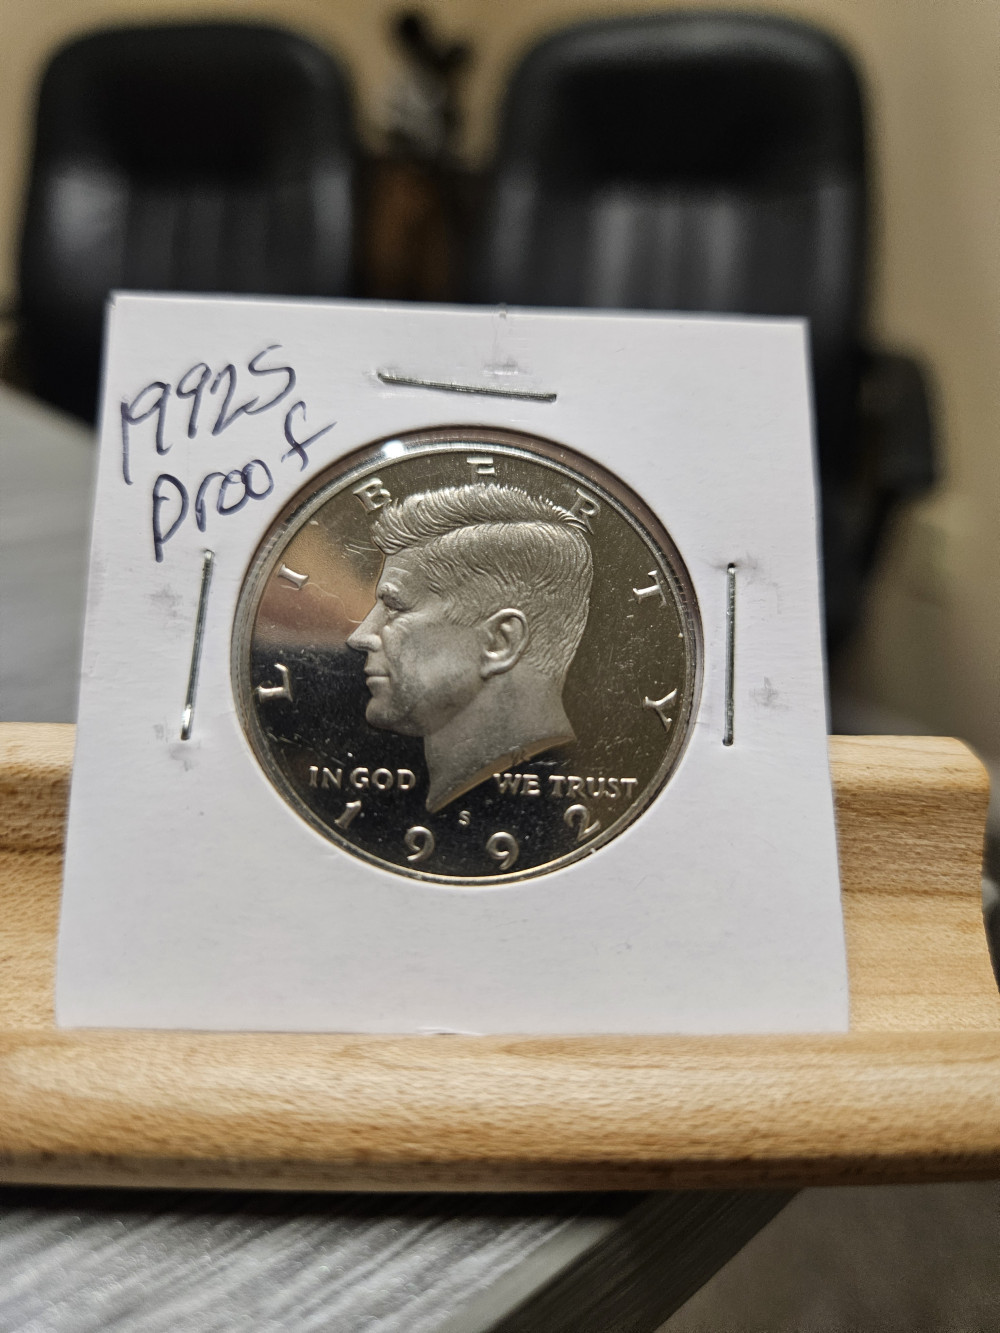 1992S
Proof
LIBERTY
IN GOD WE TRUST
S
1992